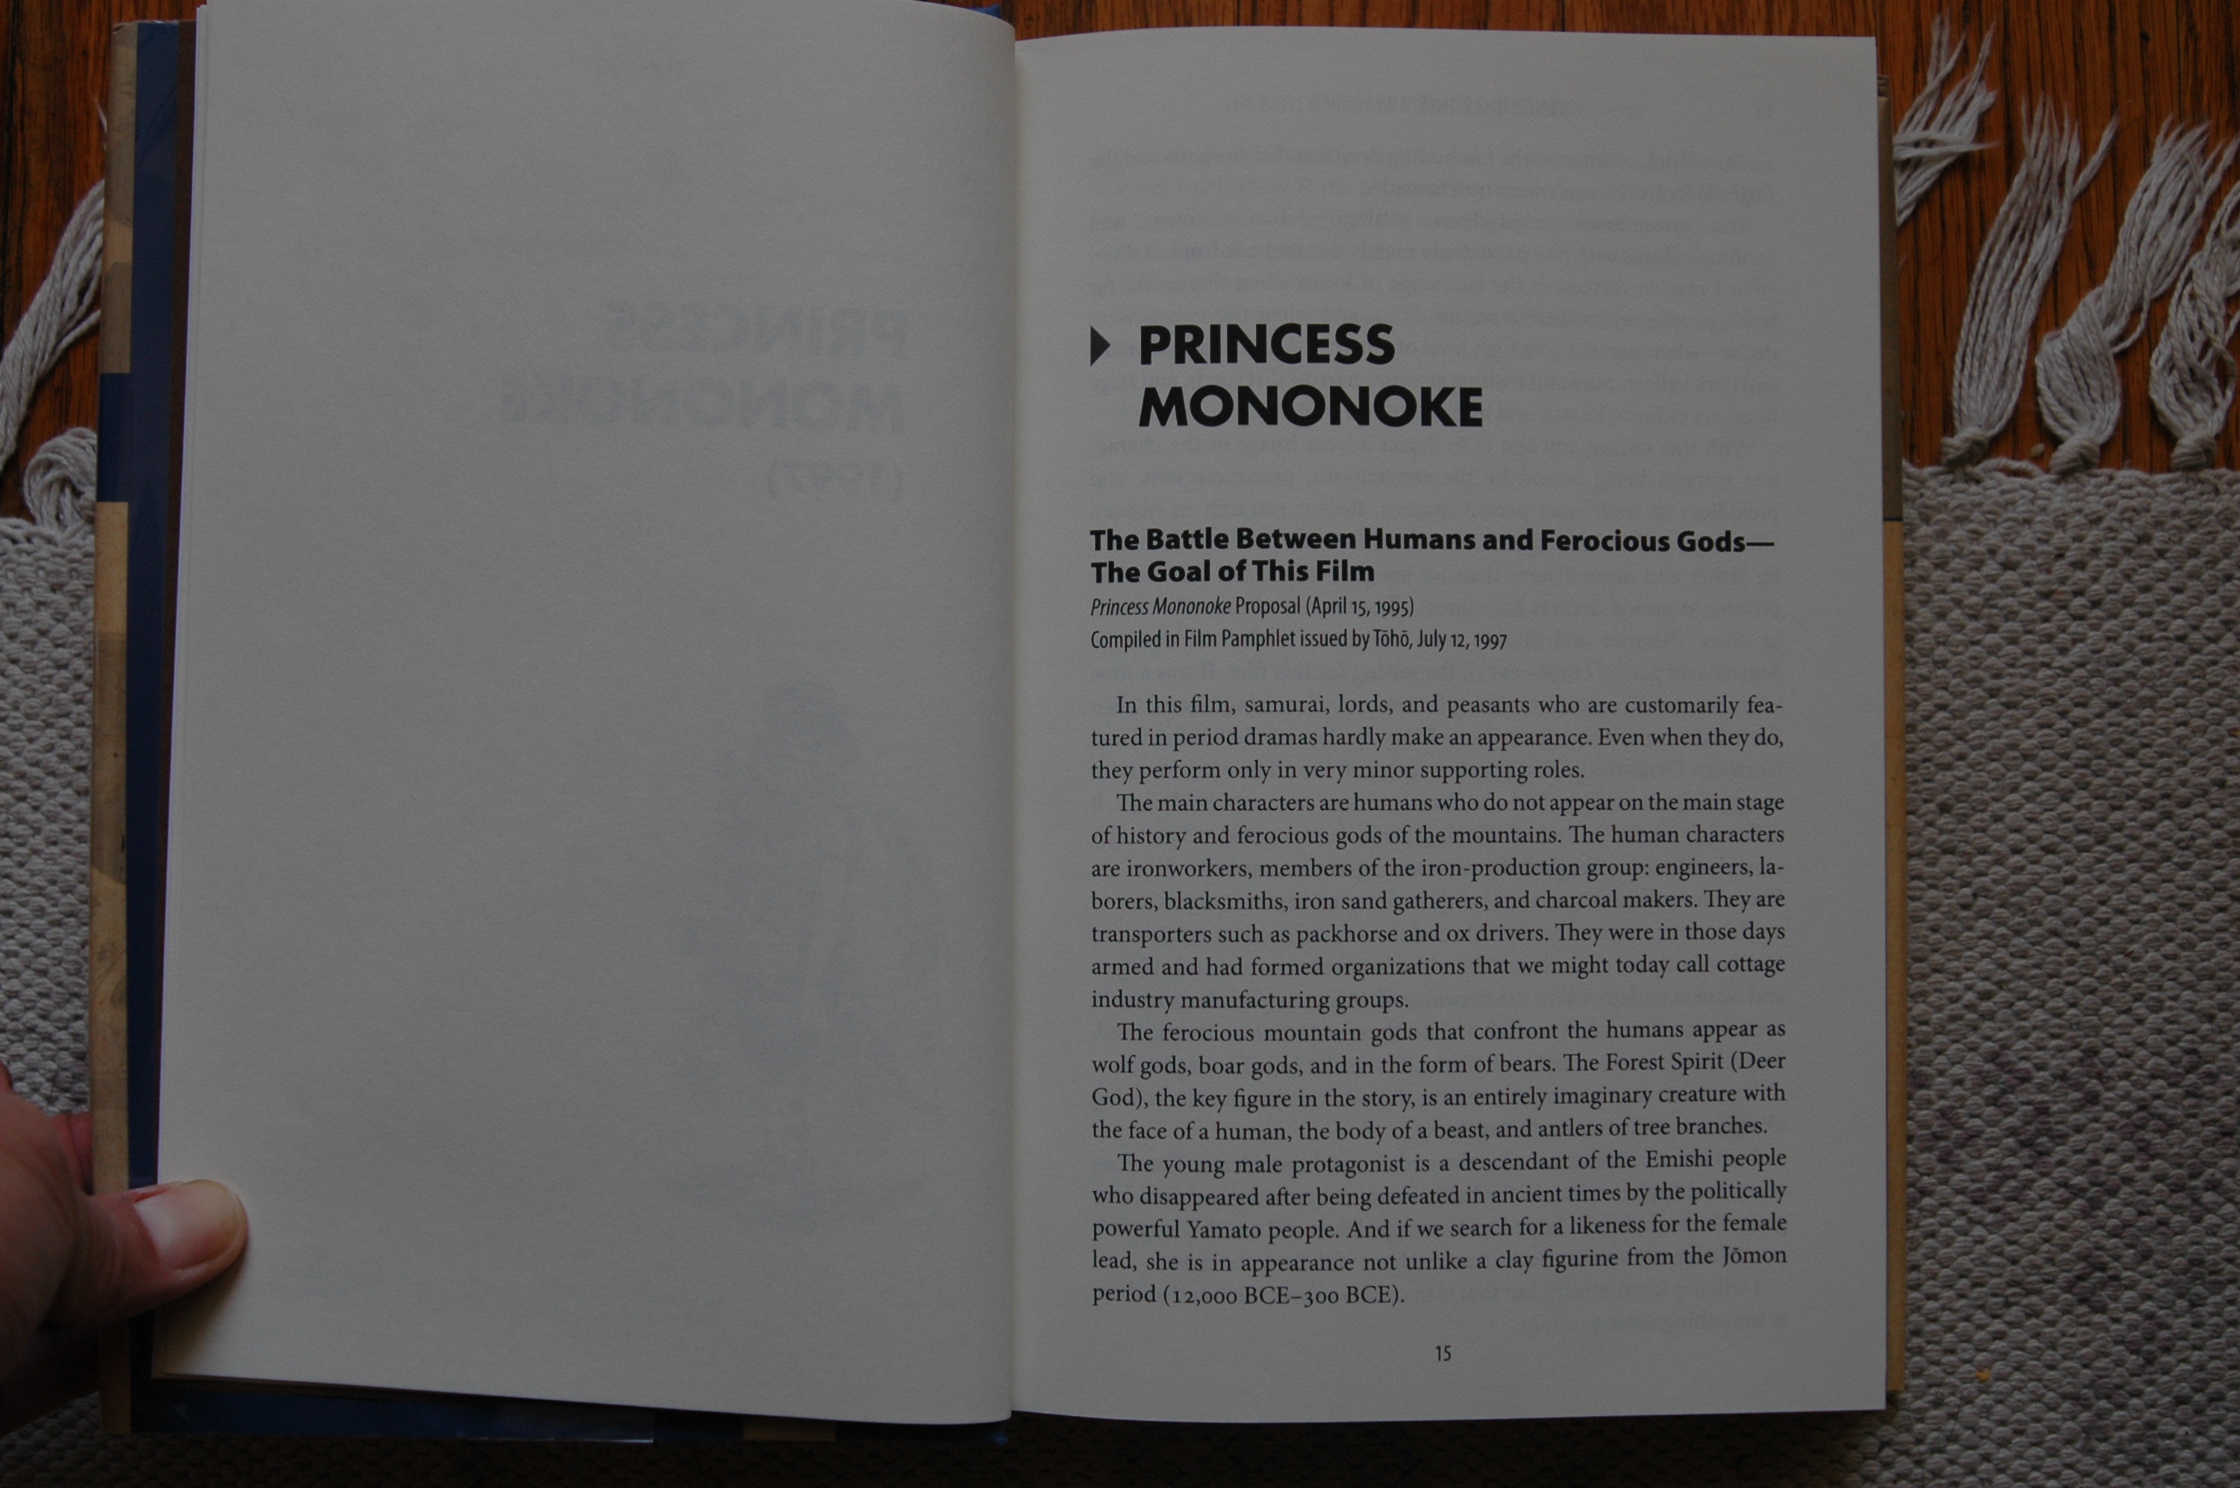 PRINCESS
MONONOKE
(1997)
PRINCESS
MONONOKE
The Battle Between Humans and Ferocious Gods—
The Goal of This Film
Princess Mononoke Proposal (April 15, 1995)
Compiled in Film Pamphlet issued by Tōhō, July 12, 1997
In this film, samurai, lords, and peasants who are customarily fea-
tured in period dramas hardly make an appearance. Even when they do,
they perform only in very minor supporting roles.
The main characters are humans who do not appear on the main stage
of history and ferocious gods of the mountains. The human characters
are ironworkers, members of the iron-production group: engineers, la-
borers, blacksmiths, iron sand gatherers, and charcoal makers. They are
transporters such as packhorse and ox drivers. They were in those days
armed and had formed organizations that we might today call cottage
industry manufacturing groups.
The ferocious mountain gods that confront the humans appear as
wolf gods, boar gods, and in the form of bears. The Forest Spirit (Deer
God), the key figure in the story, is an entirely imaginary creature with
the face of a human, the body of a beast, and antlers of tree branches.
The young male protagonist is a descendant of the Emishi people
who disappeared after being defeated in ancient times by the politically
powerful Yamato people. And if we search for a likeness for the female
lead, she is in appearance not unlike a clay figurine from the Jōmon
period (12,000 BCE–300 BCE).
15